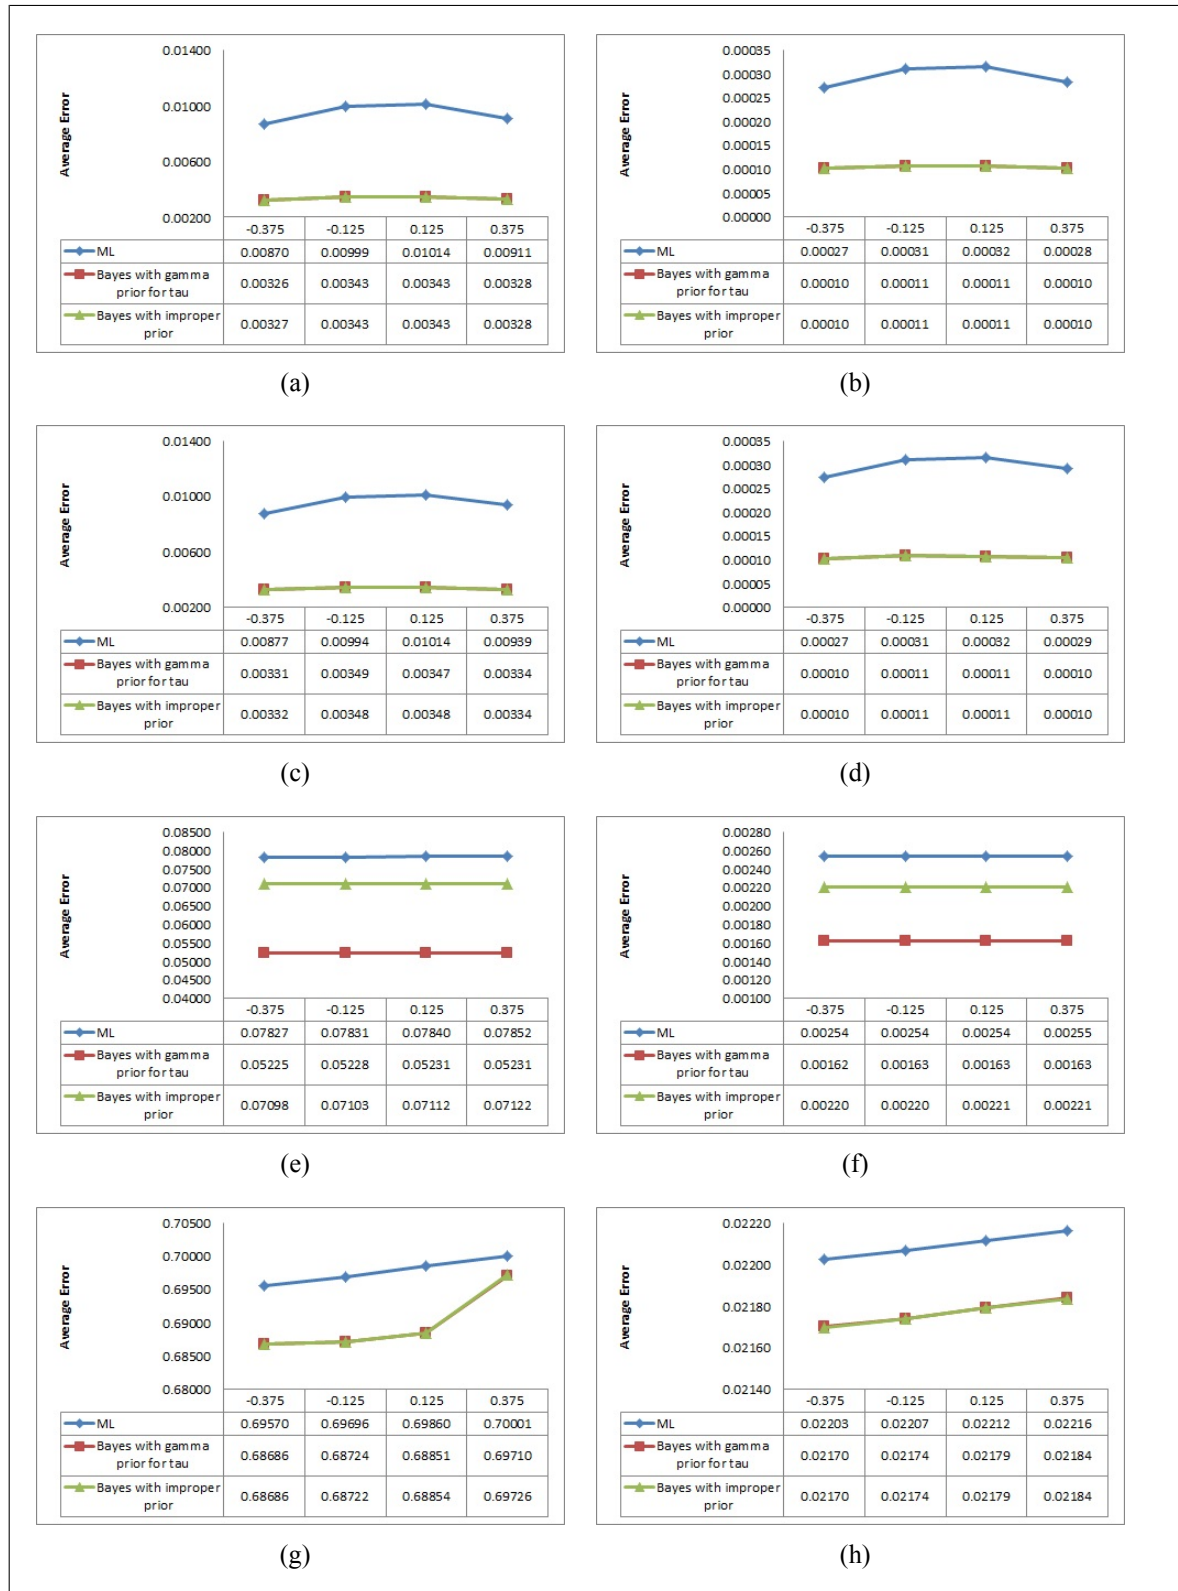 Average Error
0.01400
0.01000
0.00600
0.00200
-0.375 -0.125 0.125 0.375
ML 0.00870 0.00999 0.01014 0.00911
Bayes with gamma
prior for tau 0.00326 0.00343 0.00343 0.00328
Bayes with improper
prior 0.00327 0.00343 0.00343 0.00328
(a)
Average Error
0.00035
0.00030
0.00025
0.00020
0.00015
0.00010
0.00005
0.00000
-0.375 -0.125 0.125 0.375
ML 0.00027 0.00031 0.00032 0.00028
Bayes with gamma
prior for tau 0.00010 0.00011 0.00011 0.00010
Bayes with improper
prior 0.00010 0.00011 0.00011 0.00010
(b)
Average Error
0.01400
0.01000
0.00600
0.00200
-0.375 -0.125 0.125 0.375
ML 0.00877 0.00994 0.01014 0.00939
Bayes with gamma
prior for tau 0.00331 0.00349 0.00347 0.00334
Bayes with improper
prior 0.00332 0.00348 0.00348 0.00334
(c)
Average Error
0.00035
0.00030
0.00025
0.00020
0.00015
0.00010
0.00005
0.00000
-0.375 -0.125 0.125 0.375
ML 0.00027 0.00031 0.00032 0.00029
Bayes with gamma
prior for tau 0.00010 0.00011 0.00011 0.00010
Bayes with improper
prior 0.00010 0.00011 0.00011 0.00010
(d)
Average Error
0.08500
0.08000
0.07500
0.07000
0.06500
0.06000
0.05500
0.05000
0.04500
0.04000
-0.375 -0.125 0.125 0.375
ML 0.07827 0.07831 0.07840 0.07852
Bayes with gamma
prior for tau 0.05225 0.05228 0.05231 0.05231
Bayes with improper
prior 0.07098 0.07103 0.07112 0.07122
(e)
Average Error
0.00280
0.00260
0.00240
0.00220
0.00200
0.00180
0.00160
0.00140
0.00120
0.00100
-0.375 -0.125 0.125 0.375
ML 0.00254 0.00254 0.00254 0.00255
Bayes with gamma
prior for tau 0.00162 0.00163 0.00163 0.00163
Bayes with improper
prior 0.00220 0.00220 0.00221 0.00221
(f)
Average Error
0.70500
0.70000
0.69500
0.69000
0.68500
0.68000
-0.375 -0.125 0.125 0.375
ML 0.69570 0.69696 0.69860 0.70001
Bayes with gamma
prior for tau 0.68686 0.68724 0.68851 0.69710
Bayes with improper
prior 0.68686 0.68722 0.68854 0.69726
(g)
Average Error
0.02220
0.02200
0.02180
0.02160
0.02140
-0.375 -0.125 0.125 0.375
ML 0.02203 0.02207 0.02212 0.02216
Bayes with gamma
prior for tau 0.02170 0.02174 0.02179 0.02184
Bayes with improper
prior 0.02170 0.02174 0.02179 0.02184
(h)